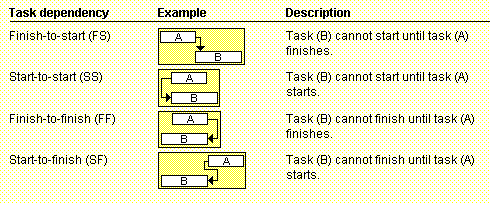 Task dependency Example Description
Finish-to-start (FS) A B Task (B) cannot start until task (A)
finishes.
Start-to-start (SS) A B Task (B) cannot start until task (A)
starts.
Finish-to-finish (FF) A B Task (B) cannot finish until task (A)
finishes.
Start-to-finish (SF) A B Task (B) cannot finish until task (A)
starts.